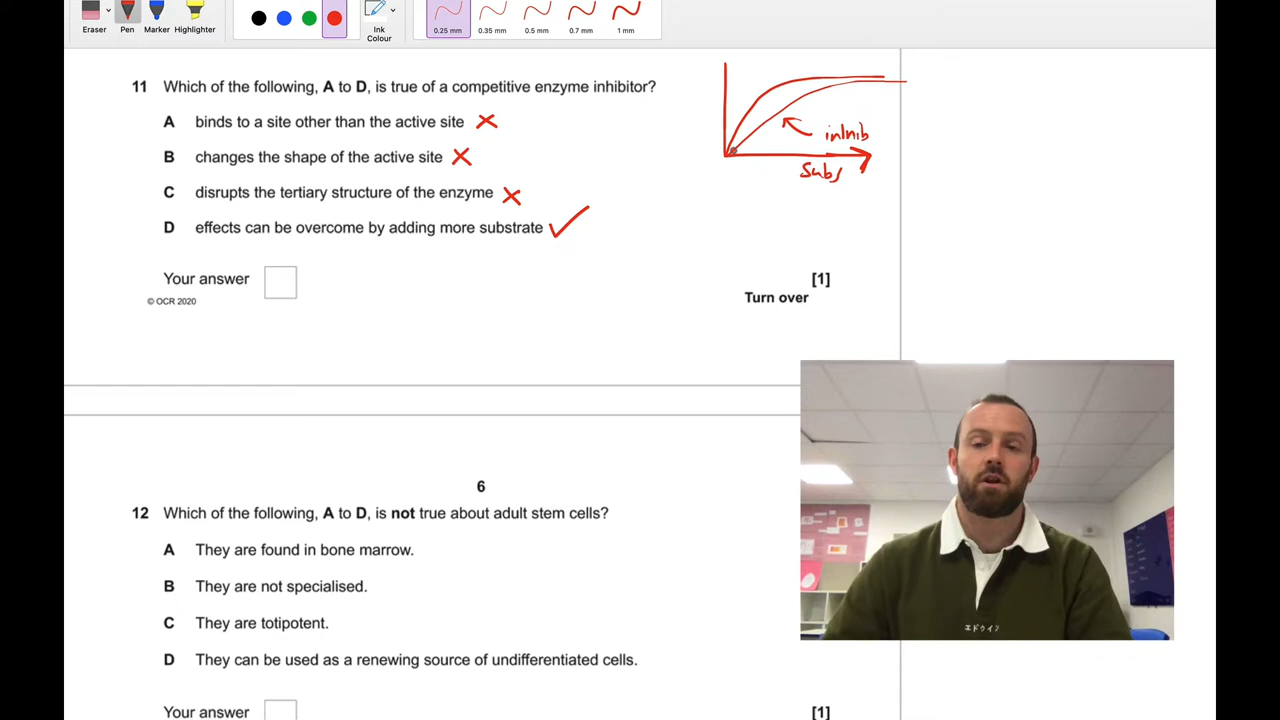 Eraser Pen Marker Highlighter Ink Colour 0.25 mm 0.35 mm 0.5 mm 0.7 mm 1 mm
11 Which of the following, A to D, is true of a competitive enzyme inhibitor?
A binds to a site other than the active site
B changes the shape of the active site
C disrupts the tertiary structure of the enzyme
D effects can be overcome by adding more substrate
inhib
Subs
Your answer
[1]
© OCR 2020
Turn over
6
12 Which of the following, A to D, is not true about adult stem cells?
A They are found in bone marrow.
B They are not specialised.
C They are totipotent.
D They can be used as a renewing source of undifferentiated cells.
エドウイン
Your answer
[1]